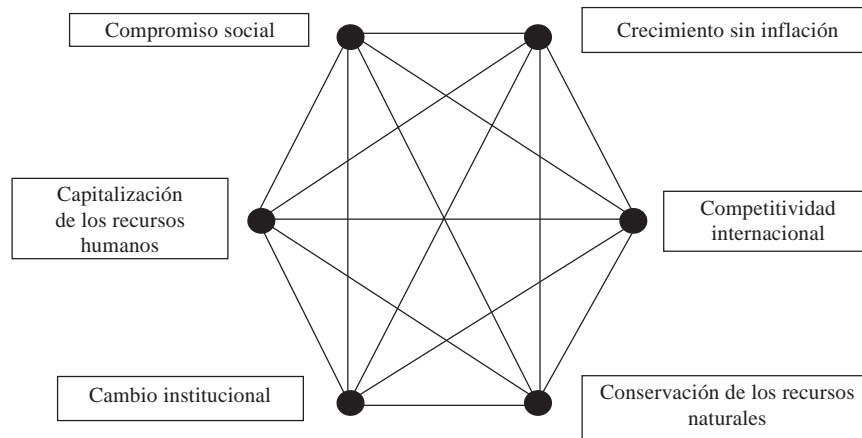 Compromiso social
Crecimiento sin inflación
Capitalización
de los recursos
humanos
Competitividad
internacional
Cambio institucional
Conservación de los recursos
naturales